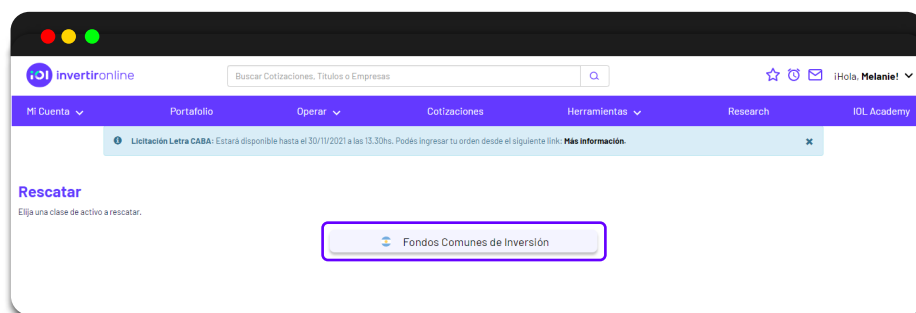 iOl invertironline
Buscar Cotizaciones, Titulos o Empresas
¡Hola, Melanie!
Mi Cuenta Portafolio Operar Cotizaciones Herramientas Research IOL Academy
Licitación Letra CABA: Estará disponible hasta el 30/11/2021 a las 13.30hs. Podés ingresar tu orden desde el siguiente link: Más información.
Rescatar
Elija una clase de activo a rescatar.
Fondos Comunes de Inversión